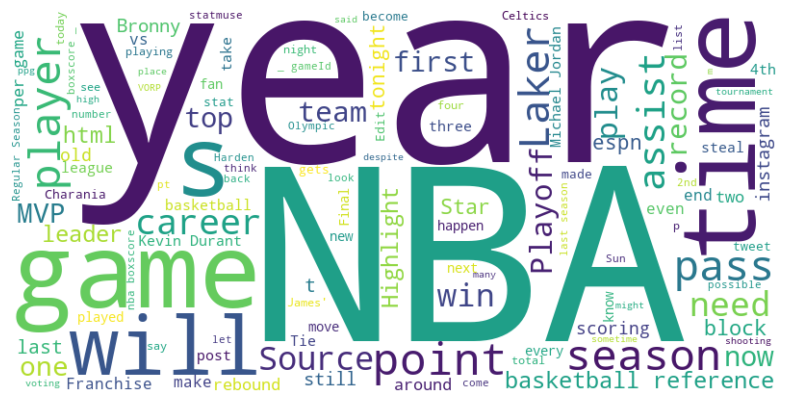 year
NBA
game
time
will
s
Laker
player
point
season
Playoff
pass
career
assist
play
Source
need
win
Highlight
MVP
top
team
first
Star
record
basketball reference
html
one
now
leader
last
espn
tonight
block
scoring
Bronny
vs
statmuse
today
boxscore _
ppg
playing
place
VORP
see
high
number
Regular Season
per game
old
league
Charania
stat
fan
become
take
said
night
_ gameId
Celtics
Michael Jordan
list
e
4th
tournament
steal
instagram
three
four
Edit
Olympic
Harden
think
back
gets
despite
pt
basketball
Kevin Durant
nba boxscore
Final
look
new
happen
made
last season
2nd
p
end
two
even
tweet
Sun
possible
many
next
t
James'
move
let
played
say
post
Tie
know
might
sometime
shooting
every
total
voting
Franchise
make
rebound
still
around
come